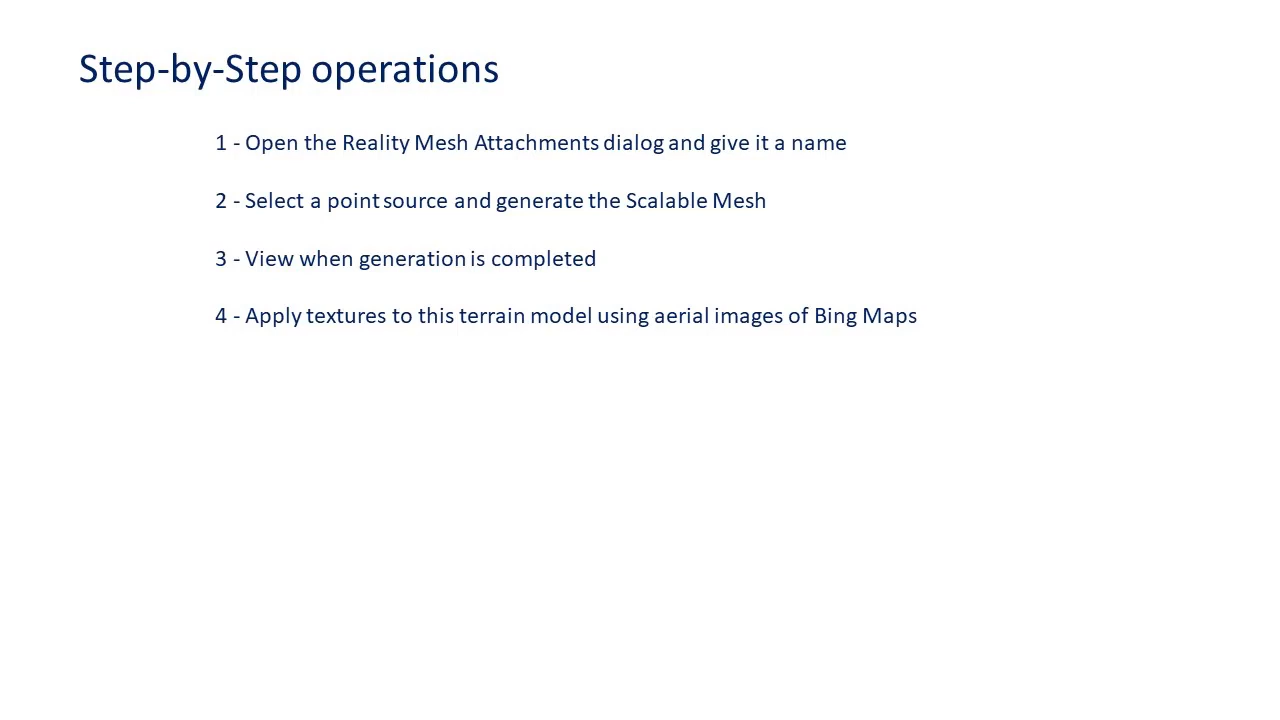 Step-by-Step operations
1 - Open the Reality Mesh Attachments dialog and give it a name
2 - Select a point source and generate the Scalable Mesh
3 - View when generation is completed
4 - Apply textures to this terrain model using aerial images of Bing Maps